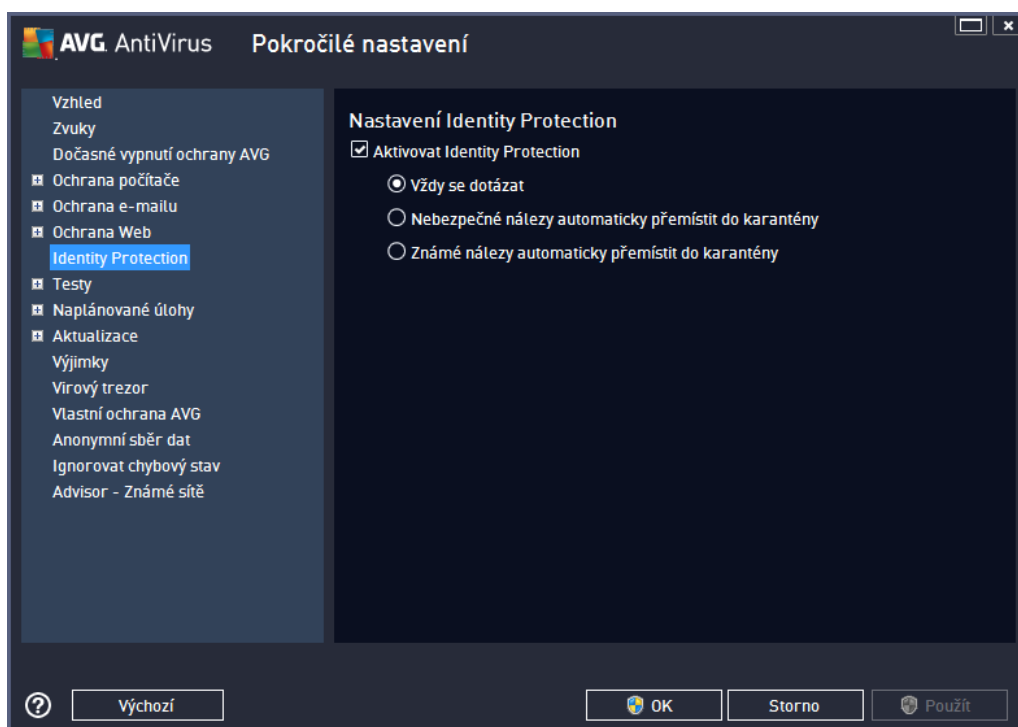 AVG. AntiVirus Pokročilé nastavení
Vzhled
Zvuky
Dočasné vypnutí ochrany AVG
Ochrana počítače
Ochrana e-mailu
Ochrana Web
Identity Protection
Testy
Naplánované úlohy
Aktualizace
Výjimky
Virový trezor
Vlastní ochrana AVG
Anonymní sběr dat
Ignorovat chybový stav
Advisor - Známé sítě
Nastavení Identity Protection
Aktivovat Identity Protection
Vždy se dotázat
Nebezpečné nálezy automaticky přemístit do karantény
Známé nálezy automaticky přemístit do karantény
? Výchozí OK Storno Použít